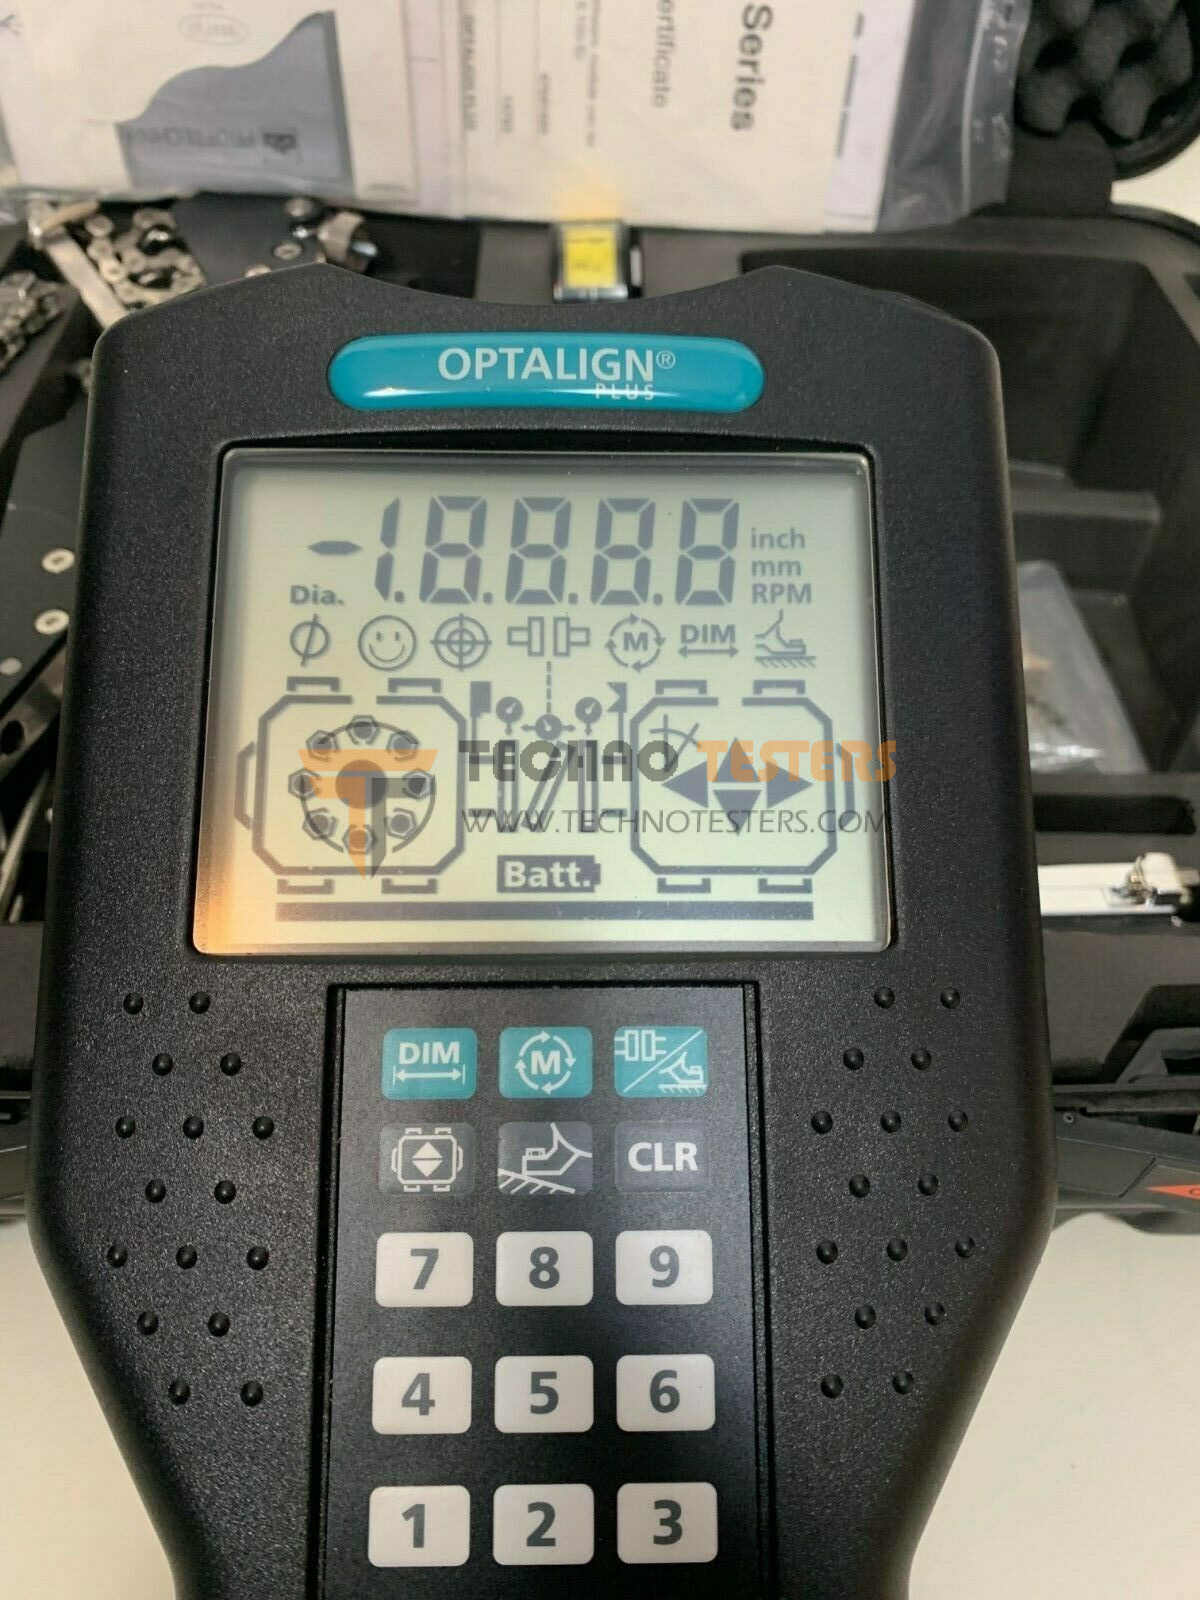 Series
ertificate
OPTALIGN®
PLUS
-1.8.8.8.8
inch
mm
RPM
Dia.
M
DIM
TECHNO TESTERS
WWW.TECHNOTESTERS.COM
Batt.
DIM
M
CLR
7 8 9
4 5 6
1 2 3